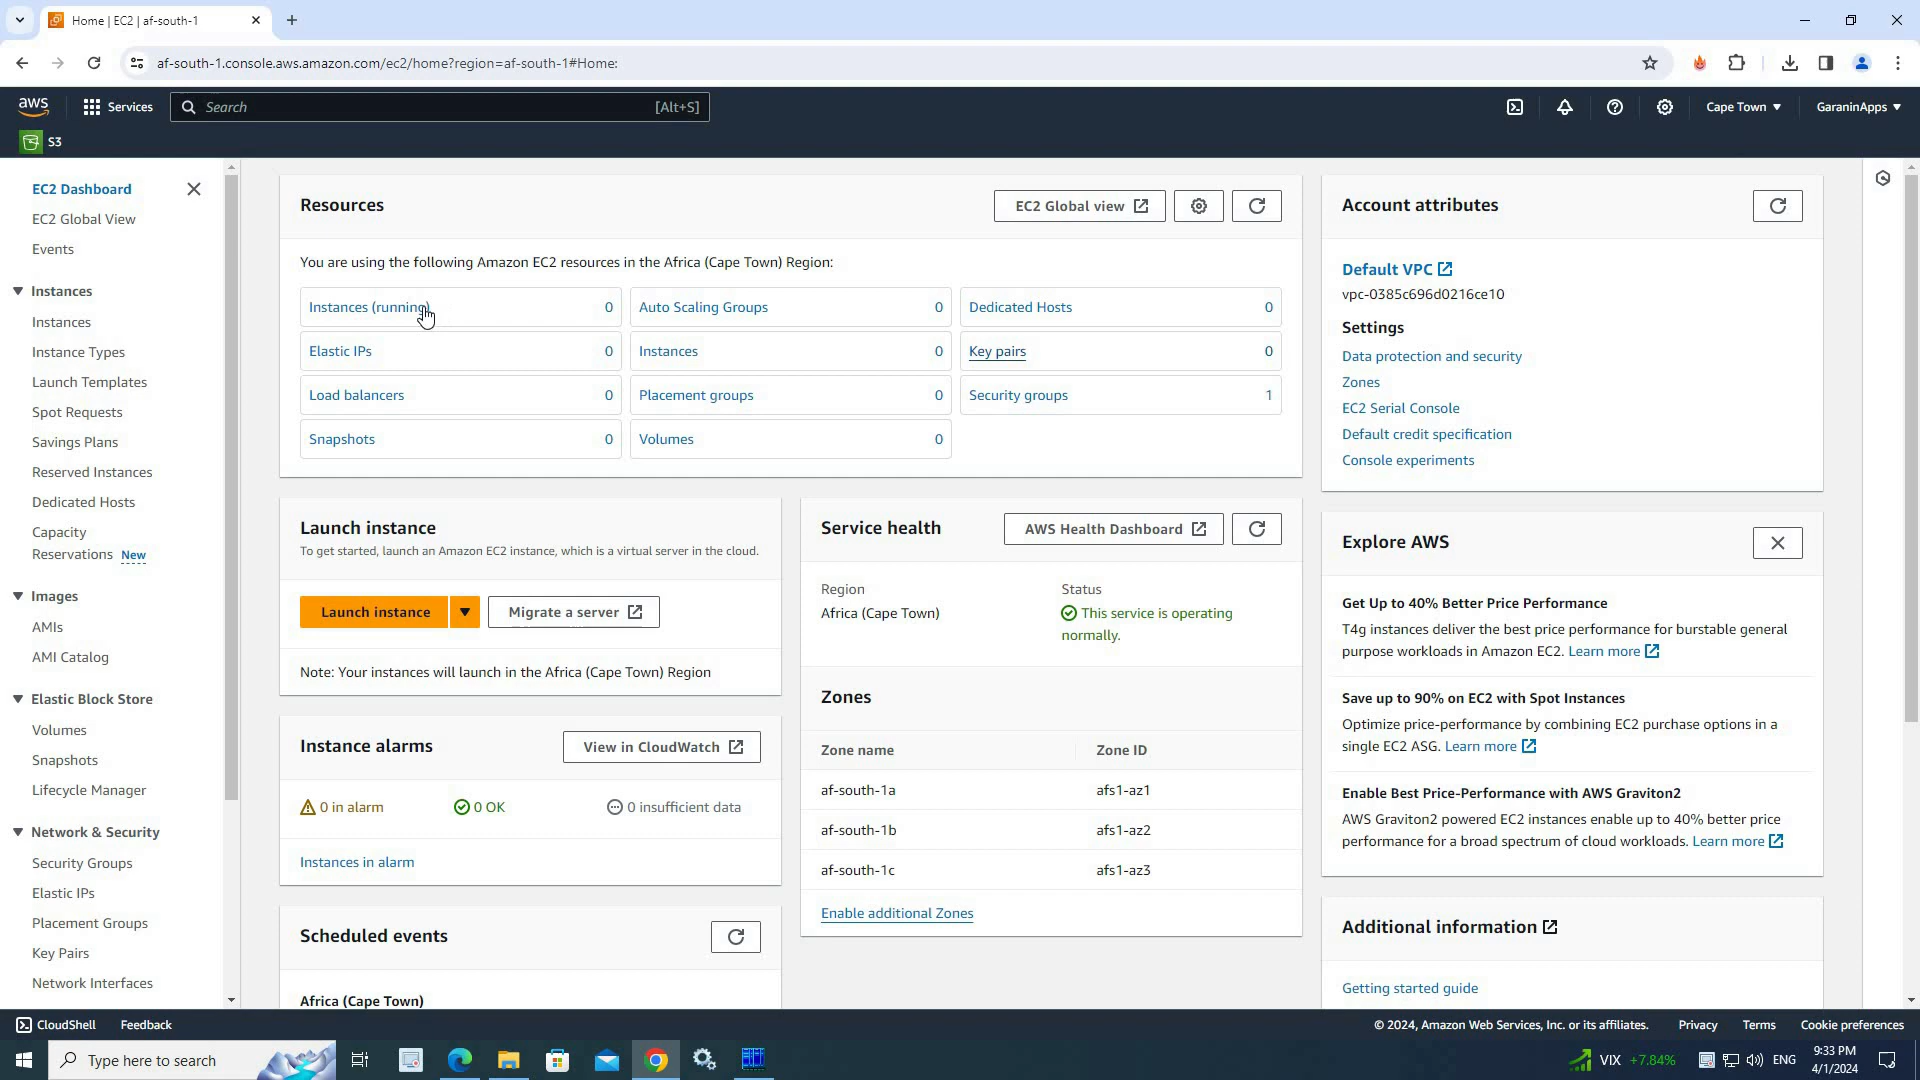 Home | EC2 | af-south-1
af-south-1.console.aws.amazon.com/ec2/home?region=af-south-1#Home:
aws
Services
Search
[Alt+S]
Cape Town
GaraninApps
S3
EC2 Dashboard
EC2 Global View
Events
Instances
Instances
Instance Types
Launch Templates
Spot Requests
Savings Plans
Reserved Instances
Dedicated Hosts
Capacity
Reservations New
Images
AMIs
AMI Catalog
Elastic Block Store
Volumes
Snapshots
Lifecycle Manager
Network & Security
Security Groups
Elastic IPs
Placement Groups
Key Pairs
Network Interfaces
Resources
EC2 Global view
You are using the following Amazon EC2 resources in the Africa (Cape Town) Region:
Instances (running) 0
Auto Scaling Groups 0
Dedicated Hosts 0
Elastic IPs 0
Instances 0
Key pairs 0
Load balancers 0
Placement groups 0
Security groups 1
Snapshots 0
Volumes 0
Launch instance
To get started, launch an Amazon EC2 instance, which is a virtual server in the cloud.
Launch instance
Migrate a server
Note: Your instances will launch in the Africa (Cape Town) Region
Instance alarms
View in CloudWatch
0 in alarm
0 OK
0 insufficient data
Instances in alarm
Scheduled events
Africa (Cape Town)
Service health
AWS Health Dashboard
Region
Africa (Cape Town)
Status
This service is operating
normally.
Zones
Zone name
Zone ID
af-south-1a
afs1-az1
af-south-1b
afs1-az2
af-south-1c
afs1-az3
Enable additional Zones
Account attributes
Default VPC
vpc-0385c696d0216ce10
Settings
Data protection and security
Zones
EC2 Serial Console
Default credit specification
Console experiments
Explore AWS
Get Up to 40% Better Price Performance
T4g instances deliver the best price performance for burstable general
purpose workloads in Amazon EC2. Learn more
Save up to 90% on EC2 with Spot Instances
Optimize price-performance by combining EC2 purchase options in a
single EC2 ASG. Learn more
Enable Best Price-Performance with AWS Graviton2
AWS Graviton2 powered EC2 instances enable up to 40% better price
performance for a broad spectrum of cloud workloads. Learn more
Additional information
Getting started guide
CloudShell
Feedback
© 2024, Amazon Web Services, Inc. or its affiliates.
Privacy
Terms
Cookie preferences
Type here to search
VIX +7.84%
ENG
9:33 PM
4/1/2024